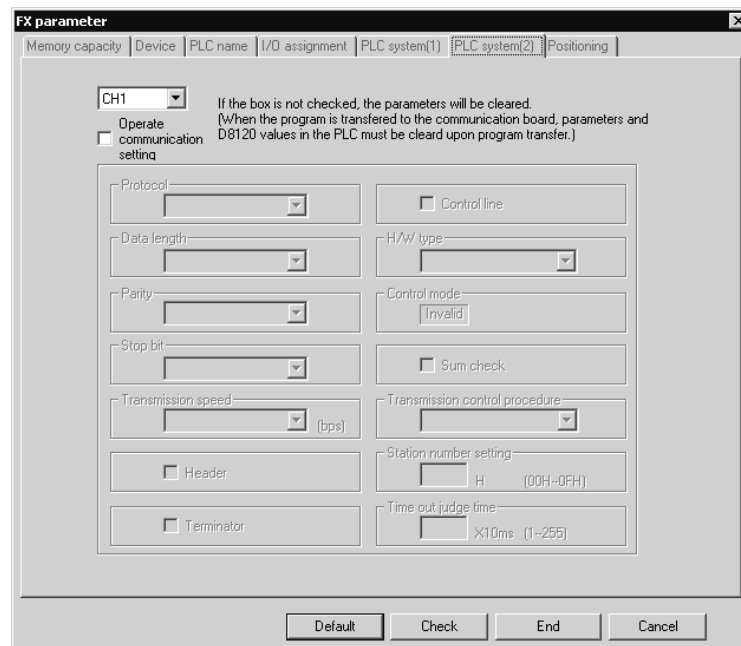 FX parameter
Memory capacity Device PLC name I/O assignment PLC system(1) PLC system(2) Positioning
CH1
If the box is not checked, the parameters will be cleared.
(When the program is transfered to the communication board, parameters and
D8120 values in the PLC must be cleard upon program transfer.)
Operate
communication
setting
Protocol
Control line
Data length
H/W type
Parity
Control mode
Invalid
Stop bit
Sum check
Transmission speed
(bps)
Transmission control procedure
Header
Station number setting
H (00H--0FH)
Terminator
Time out judge time
X10ms (1--255)
Default Check End Cancel